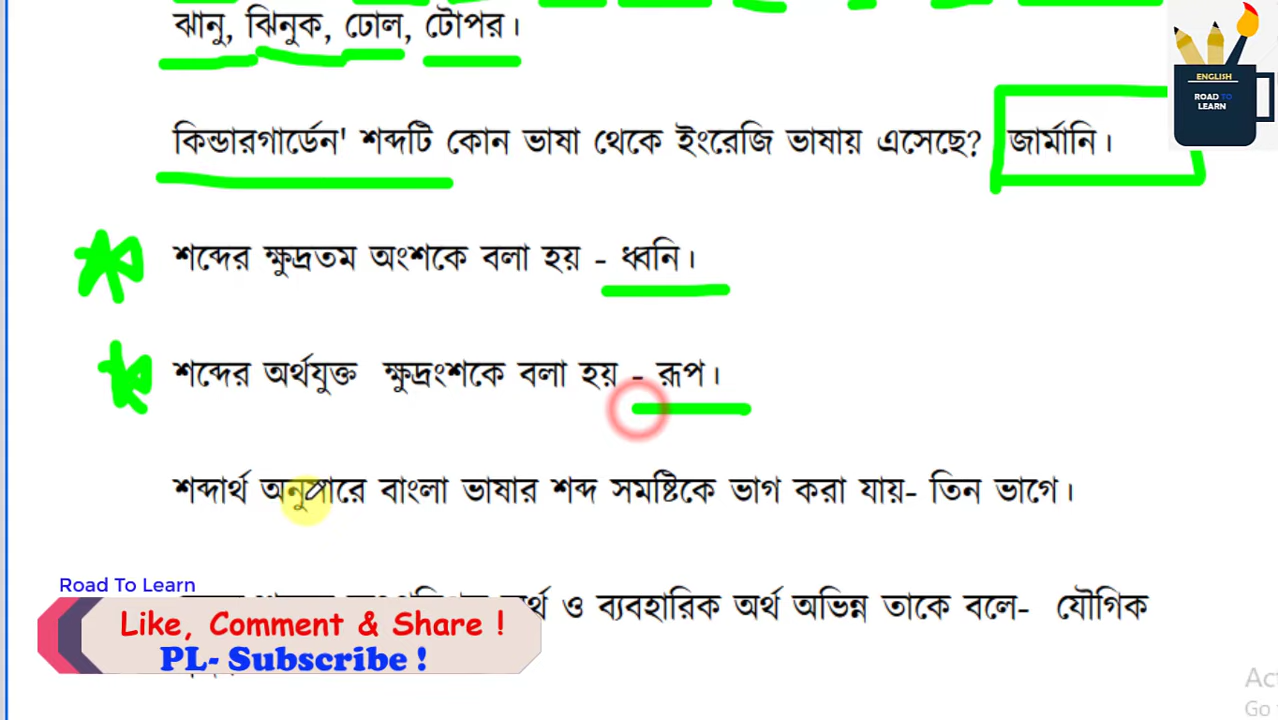 ঝানু, ঝিনুক, ঢোল, টোপর।
ENGLISH
ROAD TO
LEARN
কিন্ডারগার্ডেন' শব্দটি কোন ভাষা থেকে ইংরেজি ভাষায় এসেছে? জার্মানি।
শব্দের ক্ষুদ্রতম অংশকে বলা হয় - ধ্বনি।
শব্দের অর্থযুক্ত ক্ষুদ্রংশকে বলা হয় - রূপ।
শব্দার্থ অনুসারে বাংলা ভাষার শব্দ সমষ্টিকে ভাগ করা যায়- তিন ভাগে।
Road To Learn
অর্থ ও ব্যবহারিক অর্থ অভিন্ন তাকে বলে- যৌগিক
Like, Comment & Share !
PL- Subscribe !